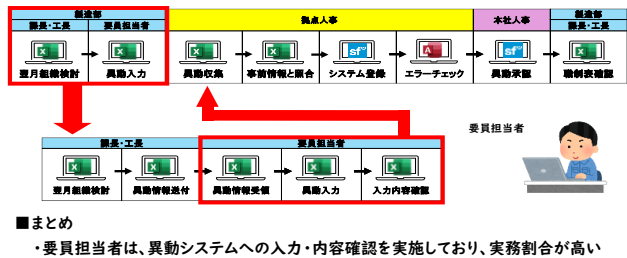 製造部
課長・工長 要員担当者
拠点人事
本社人事
製造部
課長・工長
翌月組織検討 異動入力 異動収集 事前情報と照合 システム登録 エラーチェック 異動承認 職制表確認
課長・工長 要員担当者
翌月組織検討 異動情報送付 異動情報受領 異動入力 入力内容確認
要員担当者
■まとめ
・要員担当者は、異動システムへの入力・内容確認を実施しており、実務割合が高い